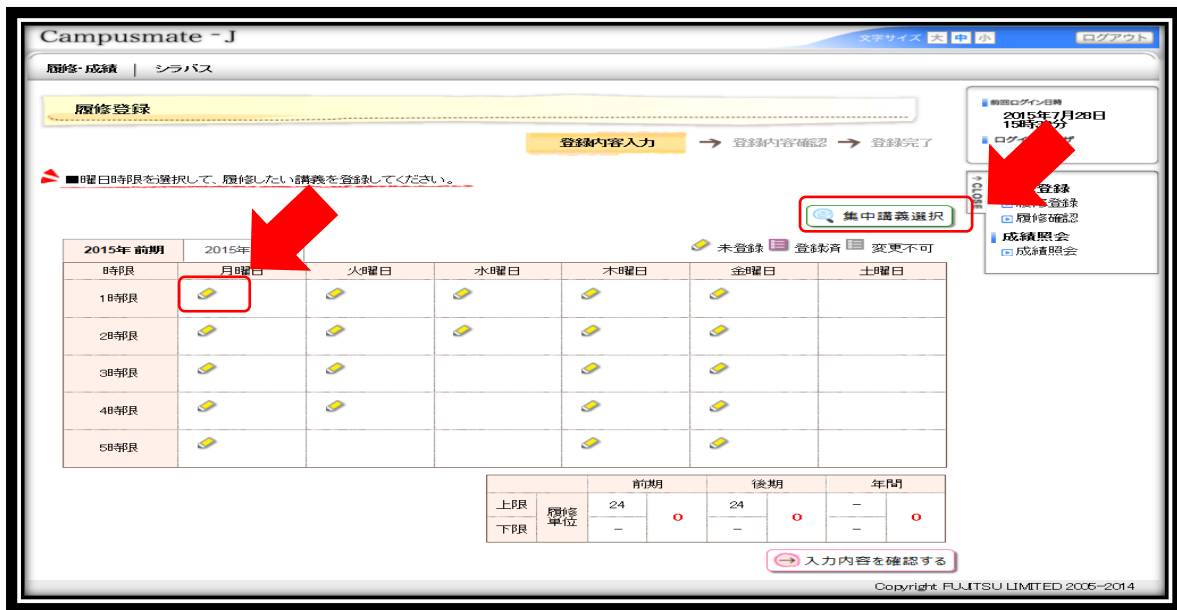 Campusmate-J
文字サイズ 大 中 小
ログアウト
履修・成績 | シラバス
履修登録
登録内容入力 → 登録内容確認 → 登録完了
■曜日時限を選択して、履修したい講義を登録してください。
集中講義選択
2015年 前期 2015年
未登録 登録済 変更不可
時限 月曜日 火曜日 水曜日 木曜日 金曜日 土曜日
1時限
2時限
3時限
4時限
5時限
前期 後期 年間
上限 履修単位 24 0 24 0 - 0
下限 - - -
入力内容を確認する
前回ログイン日時
2015年7月28日
15時
ログイ
CLOSE
登録
履修登録
履修確認
成績照会
成績照会
Copyright FUJITSU LIMITED 2005-2014